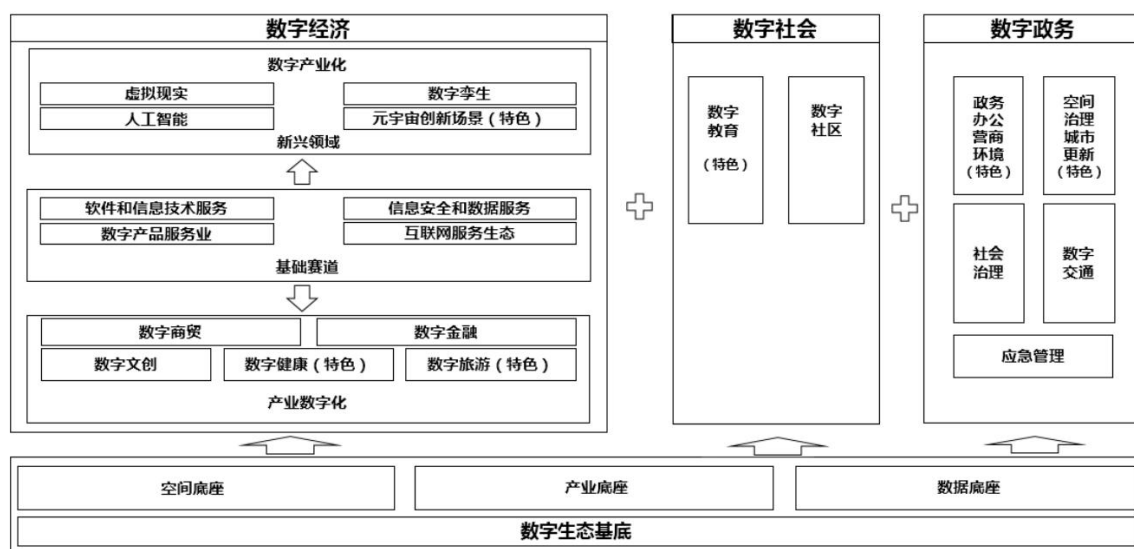 数字经济
数字产业化
虚拟现实
数字孪生
人工智能
元宇宙创新场景（特色）
新兴领域
软件和信息技术服务
信息安全和数据服务
数字产品服务业
互联网服务生态
基础赛道
数字商贸
数字金融
数字文创
数字健康（特色）
数字旅游（特色）
产业数字化
数字社会
数字
教育
（特色）
数字
社区
数字政务
政务
办公
营商
环境
（特色）
空间
治理
城市
更新
（特色）
社会
治理
数字
交通
应急管理
空间底座
产业底座
数据底座
数字生态基底